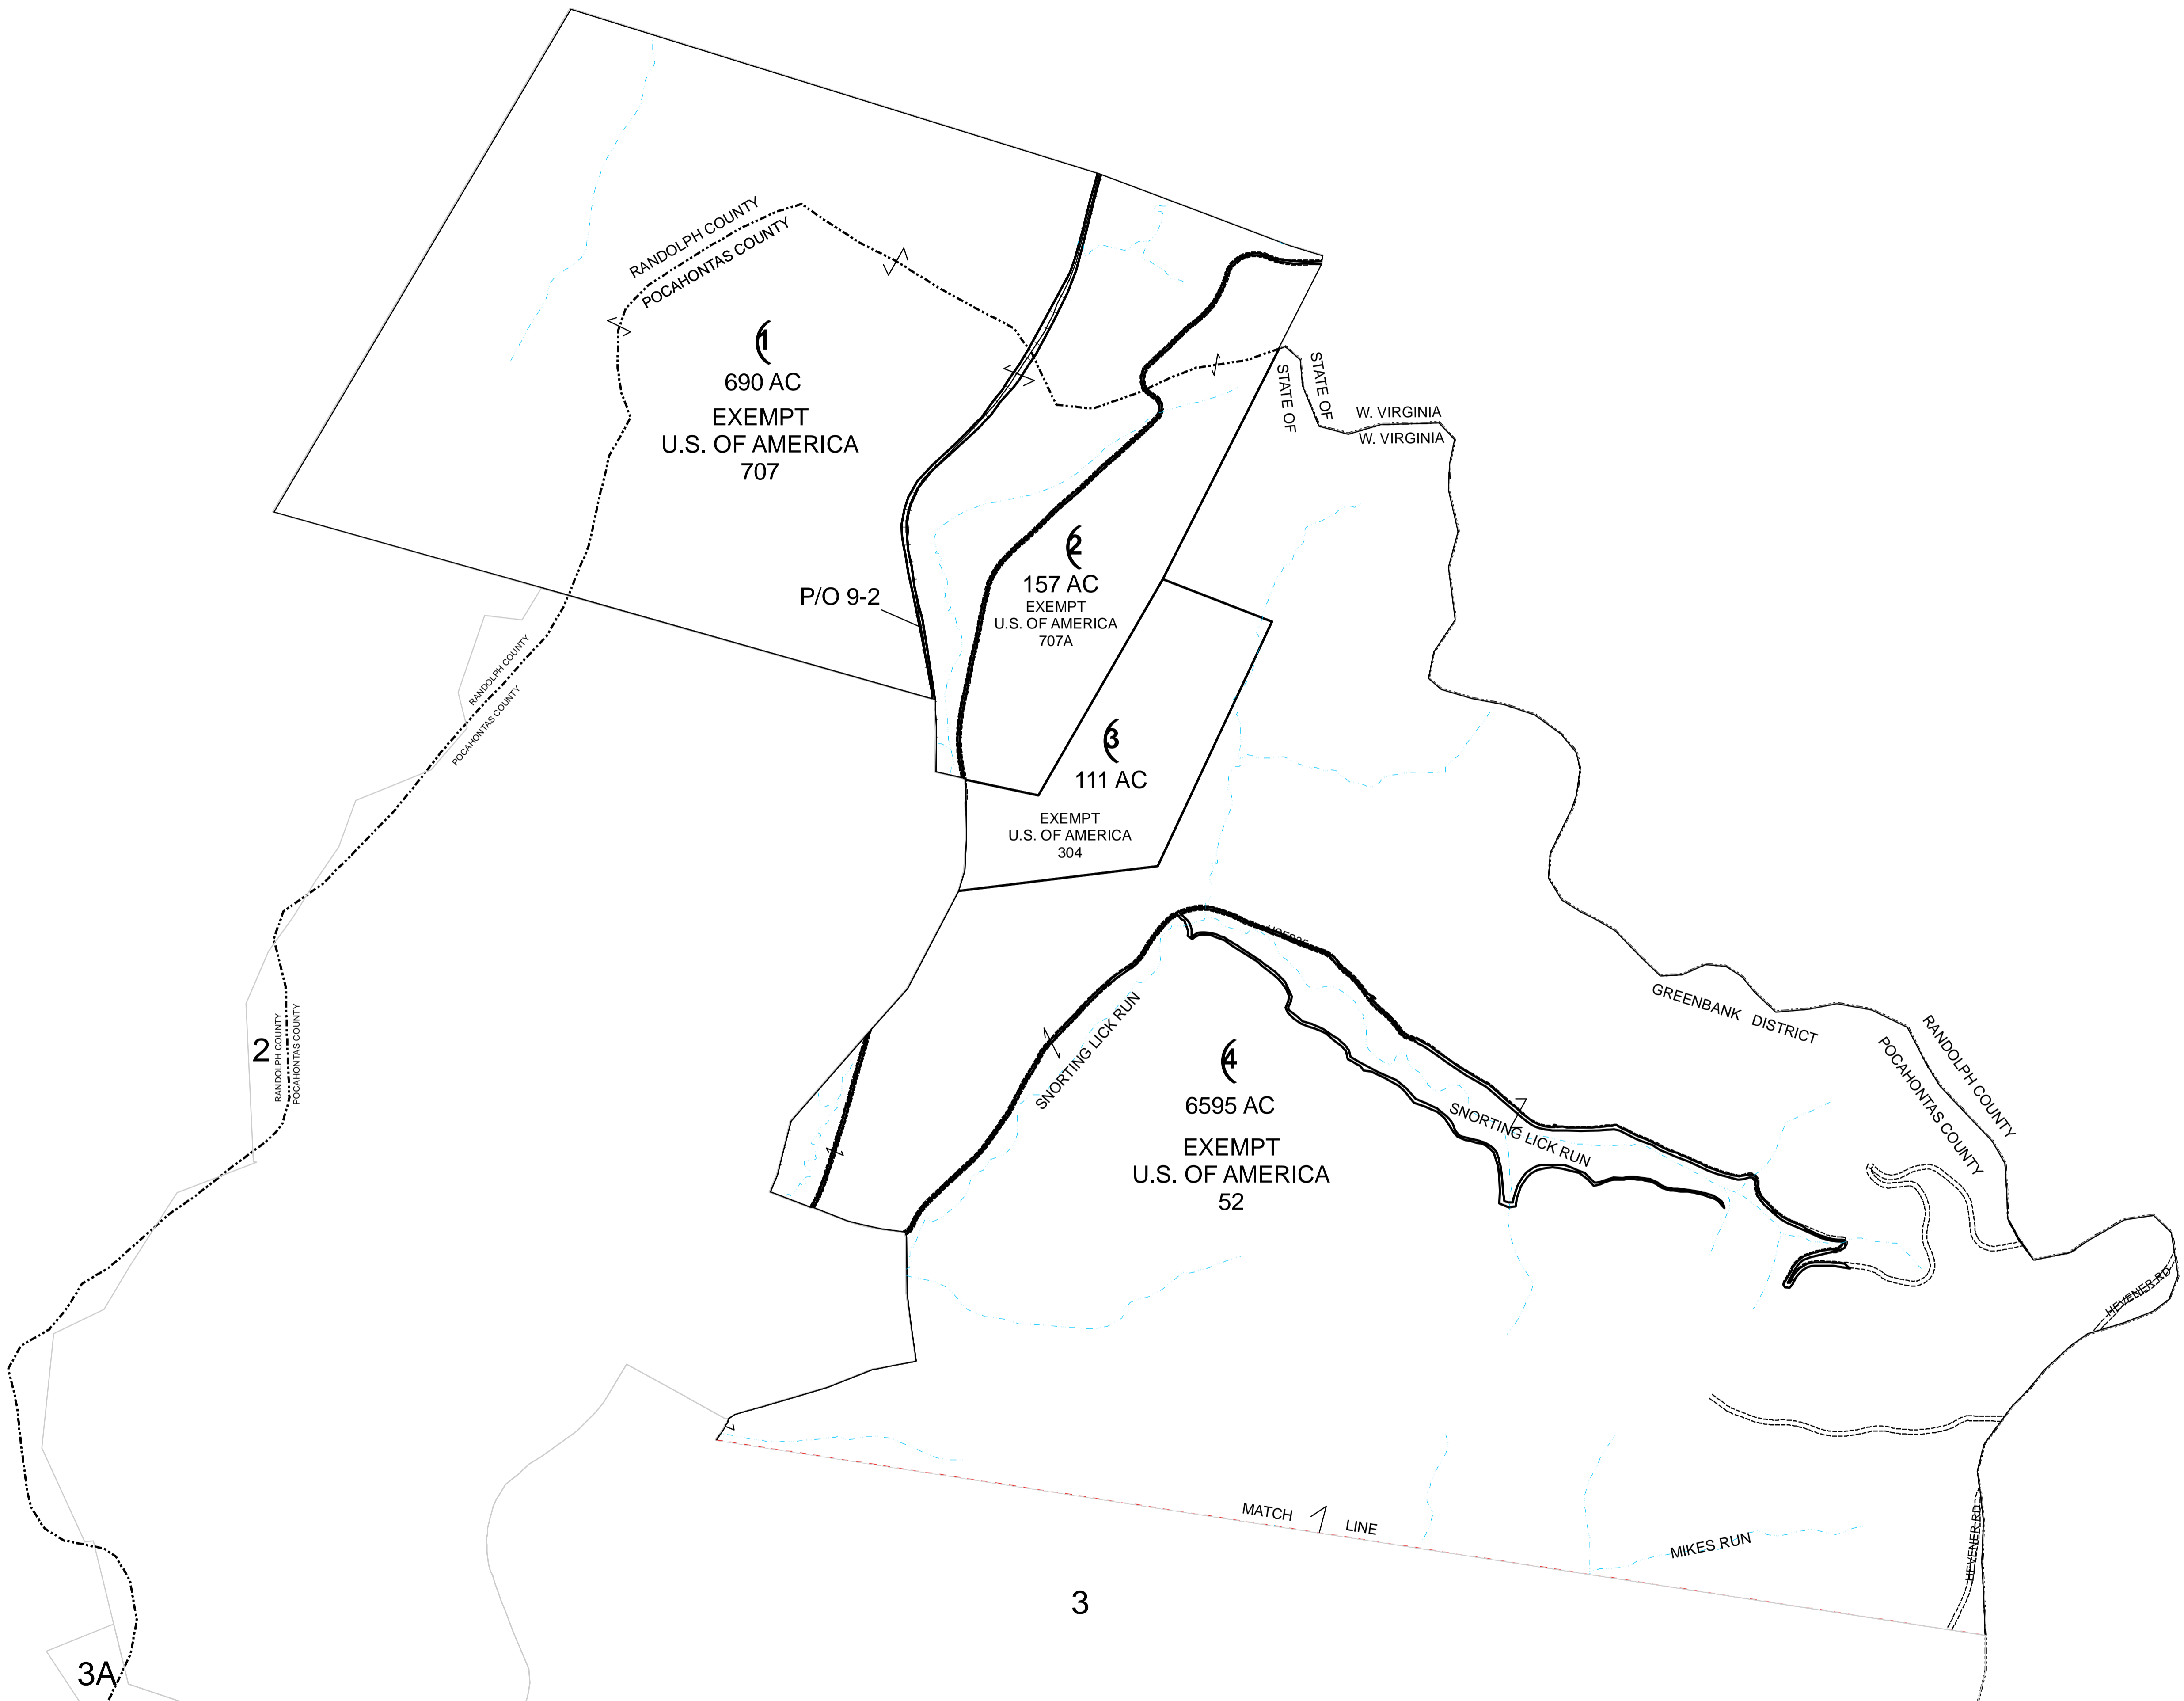 RANDOLPH COUNTY
POCAHONTAS COUNTY
1
690 AC
EXEMPT
U.S. OF AMERICA
707
STATE OF
STATE OF
W. VIRGINIA
W. VIRGINIA
2
157 AC
EXEMPT
U.S. OF AMERICA
707A
P/O 9-2
RANDOLPH COUNTY
POCAHONTAS COUNTY
3
111 AC
EXEMPT
U.S. OF AMERICA
304
SNORTING LICK RUN
4
6595 AC
EXEMPT
U.S. OF AMERICA
52
SNORTING LICK RUN
GREENBANK DISTRICT
RANDOLPH COUNTY
POCAHONTAS COUNTY
2
RANDOLPH COUNTY
POCAHONTAS COUNTY
HEVENER RD
MATCH LINE
MIKES RUN
HEVENER RD
3
3A